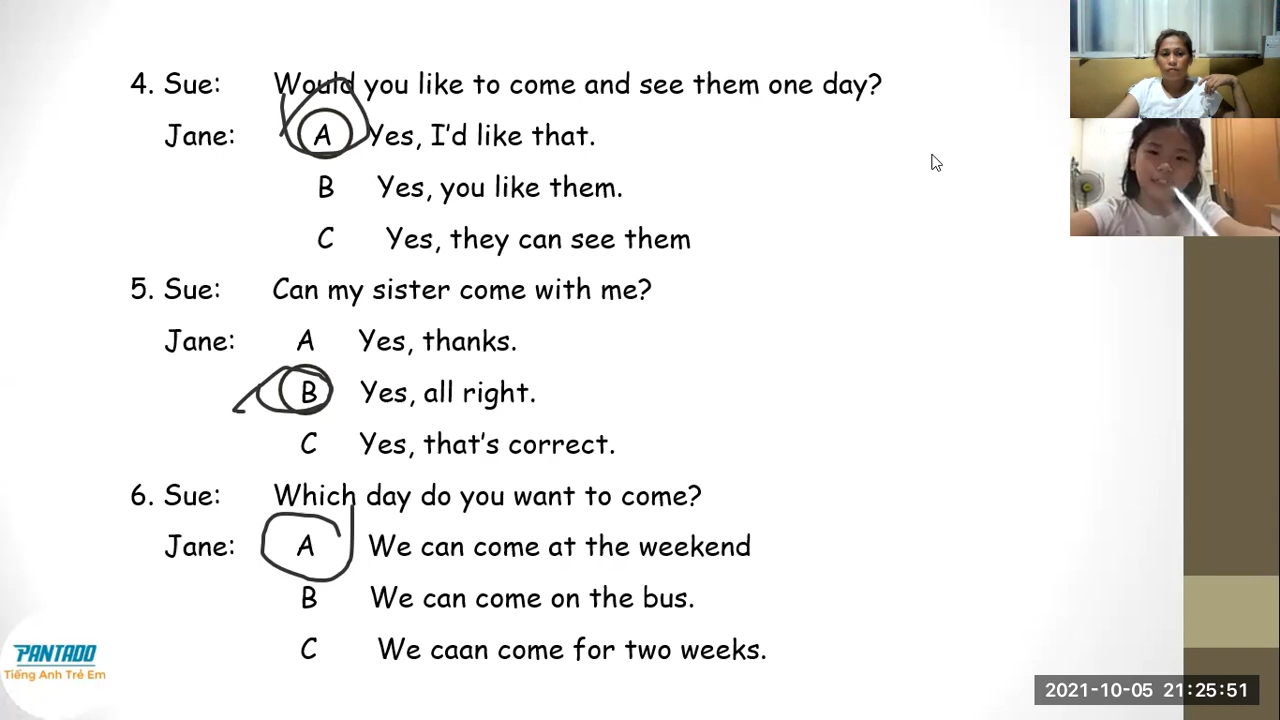 4. Sue: Would you like to come and see them one day?
Jane: A Yes, I'd like that.
B Yes, you like them.
C Yes, they can see them
5. Sue: Can my sister come with me?
Jane: A Yes, thanks.
B Yes, all right.
C Yes, that's correct.
6. Sue: Which day do you want to come?
Jane: A We can come at the weekend
B We can come on the bus.
C We caan come for two weeks.
PANTADO
Tiếng Anh Trẻ Em
2021-10-05 21:25:51